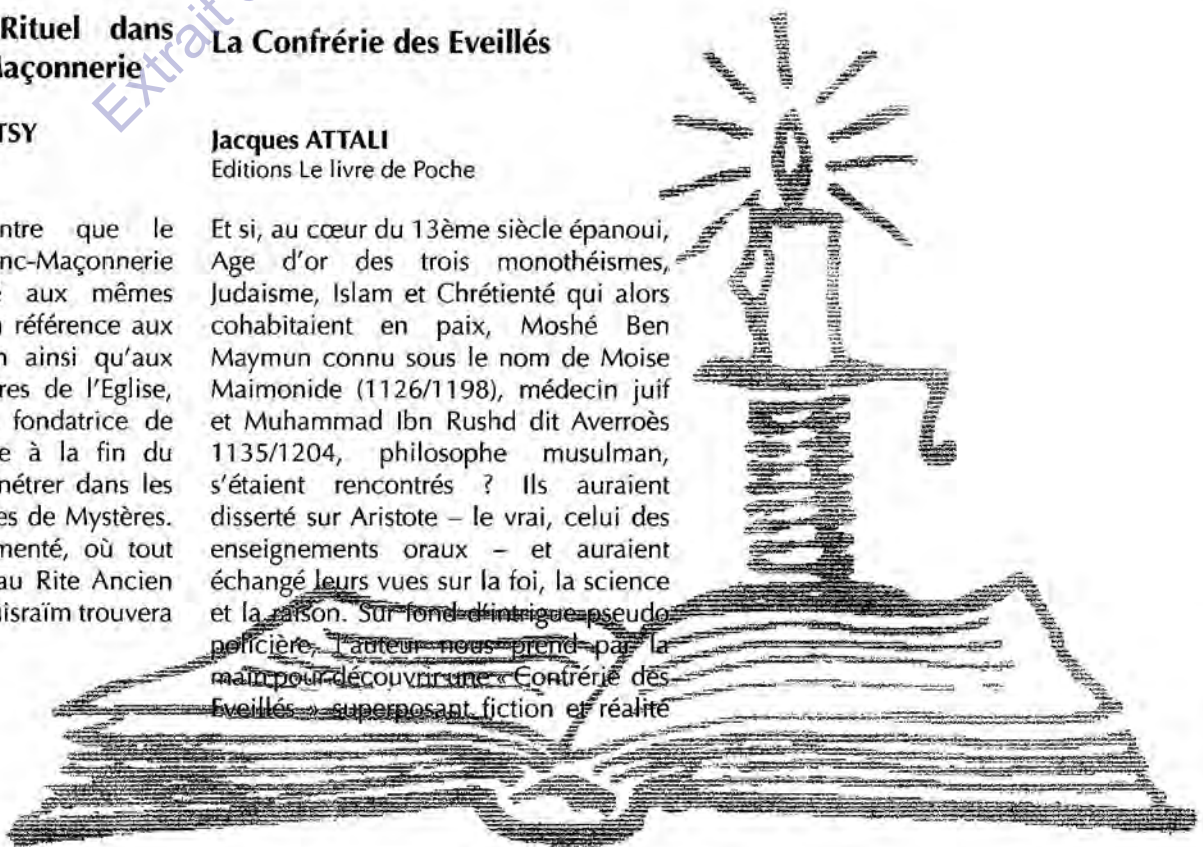 Rituel dans
açonnerie
TSY
ntre que le
nc-Maçonnerie
e aux mêmes
référence aux
n ainsi qu'aux
res de l'Eglise,
fondatrice de
e à la fin du
nétrer dans les
es de Mystères.
menté, où tout
au Rite Ancien
israïm trouvera
Extrait
La Confrérie des Eveillés
Jacques ATTALI
Editions Le livre de Poche
Et si, au cœur du 13ème siècle épanoui,
Age d'or des trois monothéismes,
Judaisme, Islam et Chrétienté qui alors
cohabitaient en paix, Moshé Ben
Maymun connu sous le nom de Moise
Maimonide (1126/1198), médecin juif
et Muhammad Ibn Rushd dit Averroès
1135/1204, philosophe musulman,
s'étaient rencontrés ? Ils auraient
disserté sur Aristote – le vrai, celui des
enseignements oraux – et auraient
échangé leurs vues sur la foi, la science
et la raison. Sur fond d'intrigue pseudo
policière, l'auteur nous prend par la
main pour découvrir une « Confrérie des
Eveillés » superposant fiction et réalité